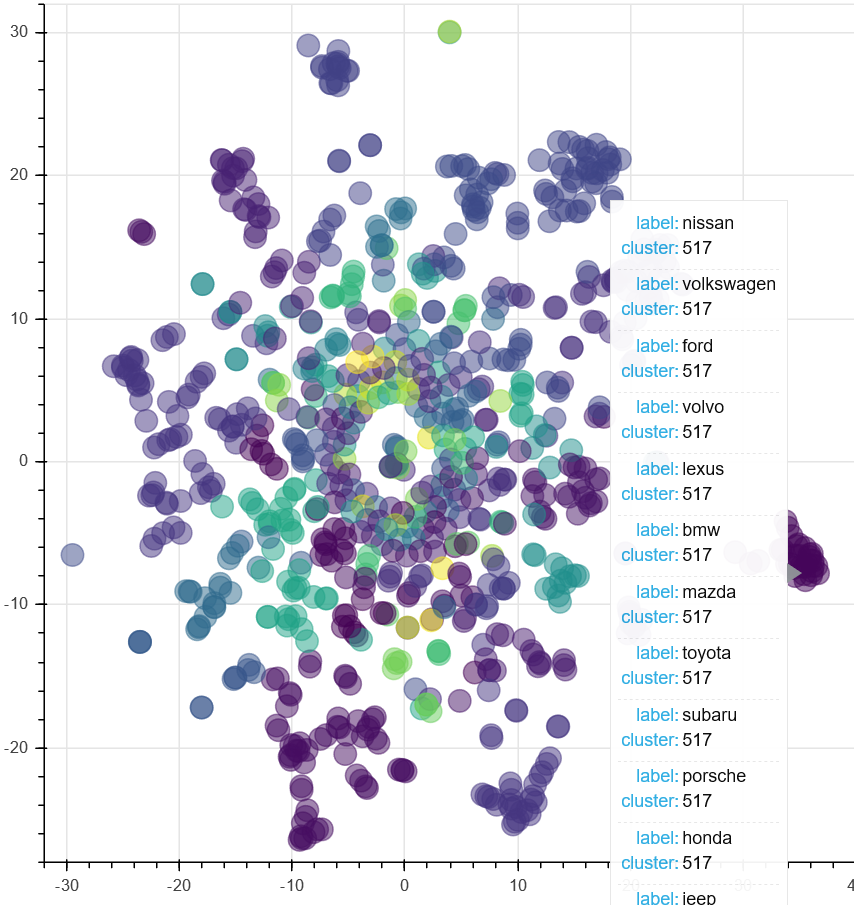 30
20
10
0
-10
-20
-30
-20
-10
0
10
label: nissan
cluster: 517
label: volkswagen
cluster: 517
label: ford
cluster: 517
label: volvo
cluster: 517
label: lexus
cluster: 517
label: bmw
cluster: 517
label: mazda
cluster: 517
label: toyota
cluster: 517
label: subaru
cluster: 517
label: porsche
cluster: 517
label: honda
cluster: 517
label: jeep
20
30
4